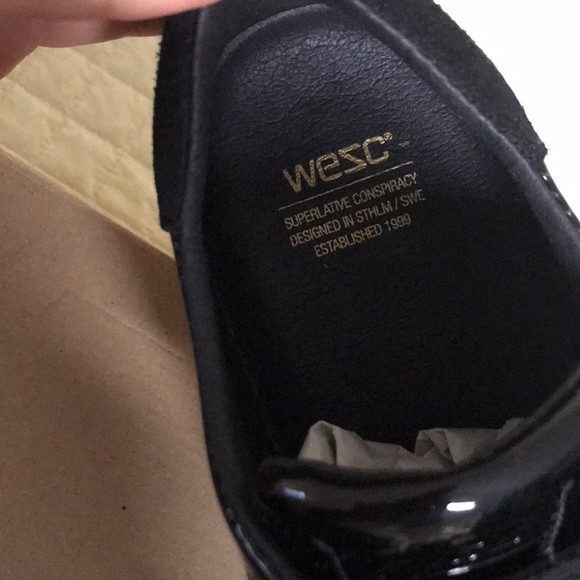 wesc®
SUPERLATIVE CONSPIRACY
DESIGNED IN STHLM / SWE
ESTABLISHED 1999